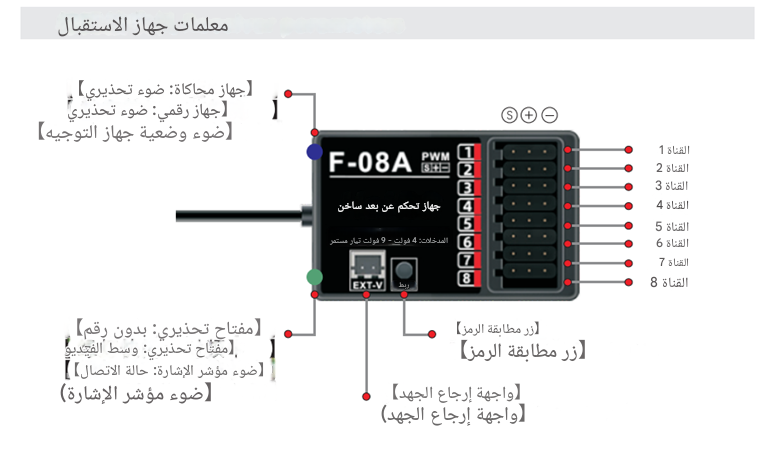 معلمات جهاز الاستقبال
【جهاز محاكاة: ضوء تحذيري】
【جهاز رقمي: ضوء تحذيري】
【ضوء وضعية جهاز التوجيه】
S + −
F-08A
PWM
S + −
جهاز تحكم عن بعد ساخن
المدخلات: 4 فولت - 9 فولت تيار مستمر
EXT-V
ربط
1
2
3
4
5
6
7
8
القناة 1
القناة 2
القناة 3
القناة 4
القناة 5
القناة 6
القناة 7
القناة 8
【مفتاح تحذيري: بدون رقم】
【مفتاح تحذيري: وسط الفيديو】
【ضوء مؤشر الإشارة: حالة الاتصال】
【ضوء مؤشر الإشارة)
【زر مطابقة الرمز】
【زر مطابقة الرمز】
【واجهة إرجاع الجهد】
【واجهة إرجاع الجهد)